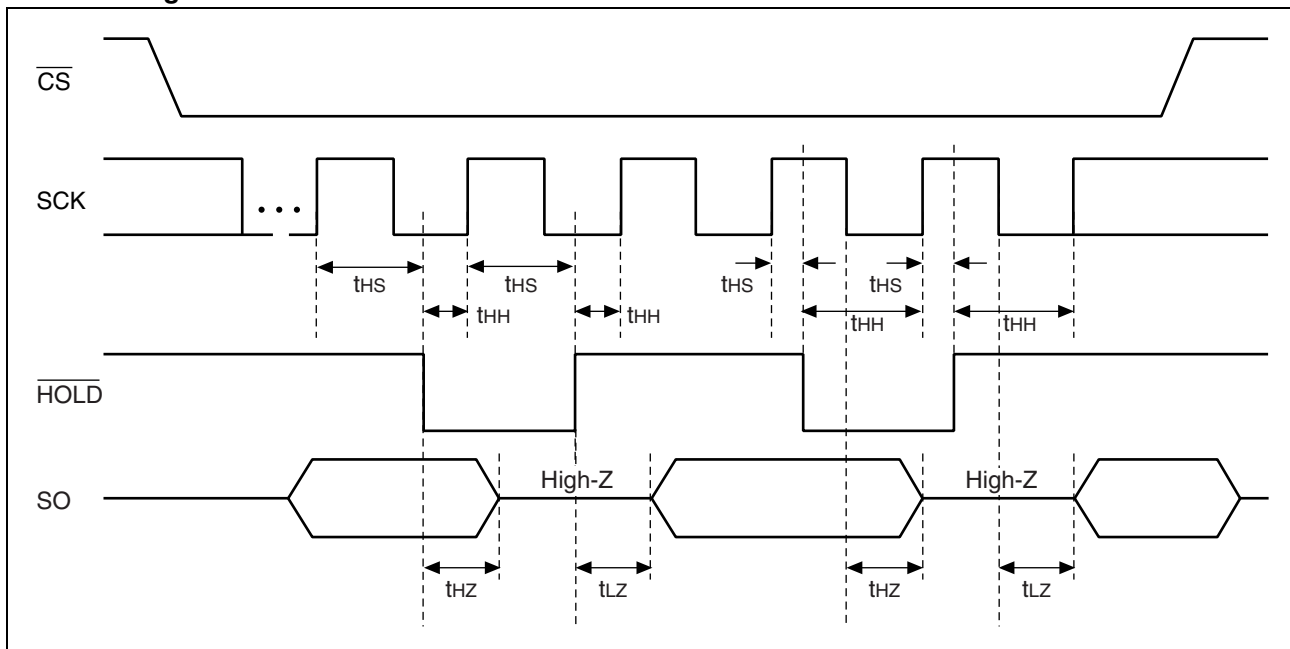 CS
SCK
...
tHS tHS tHS tHS
tHH tHH tHH tHH
HOLD
High-Z High-Z
SO
tHZ tLZ tHZ tLZ